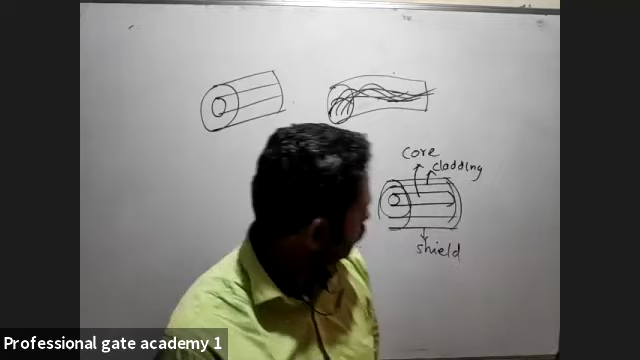 core
cladding
shield
Professional gate academy 1